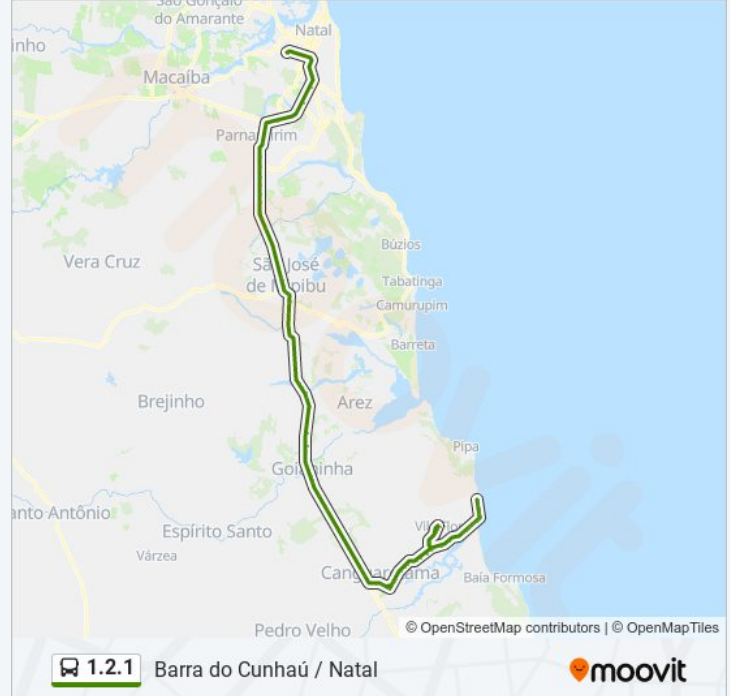 São Gonçalo
do Amarante
Natal
inho
Macaíba
Parnamirim
Búzios
Vera Cruz
São José
de Mipibu
Tabatinga
Camurupim
Barreta
Brejinho
Arez
Pipa
Goianinha
anto Antônio
Vila Flor
Espírito Santo
Várzea
Canguaretama
Baía Formosa
Pedro Velho
© OpenStreetMap contributors | © OpenMapTiles
1.2.1 Barra do Cunhaú / Natal
moovit